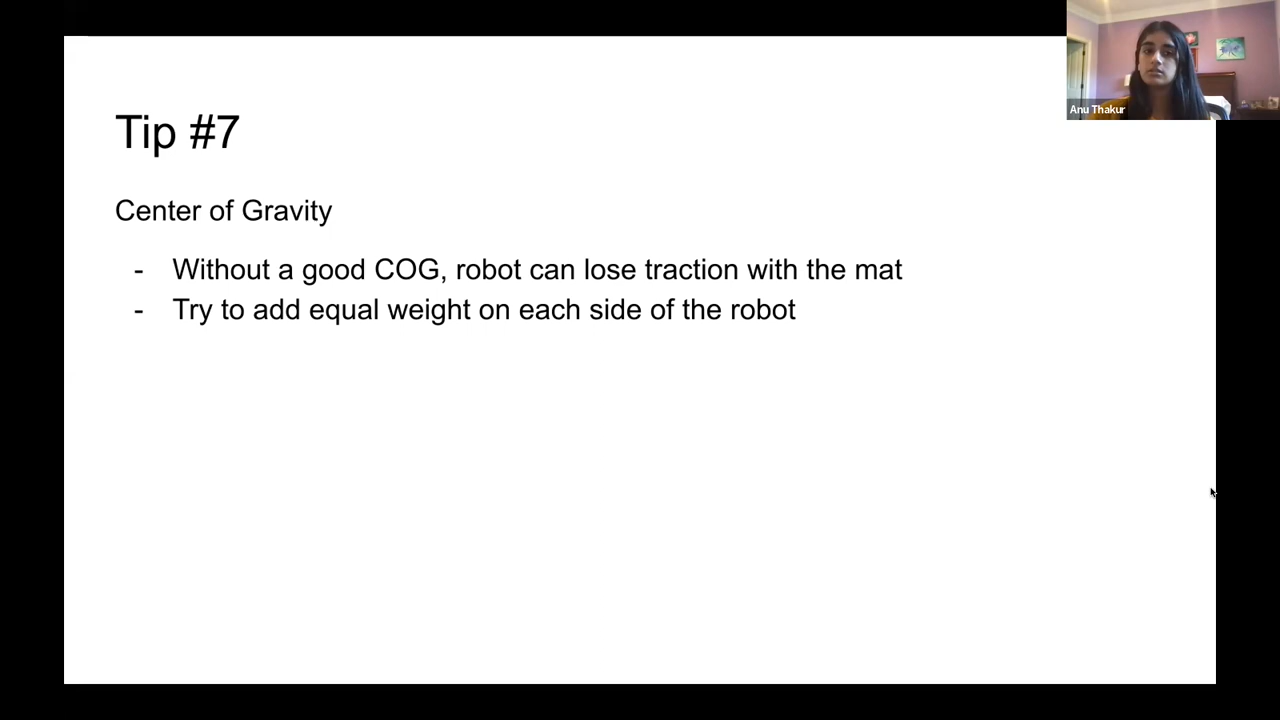 Tip #7
Center of Gravity
- Without a good COG, robot can lose traction with the mat
- Try to add equal weight on each side of the robot
Anu Thakur